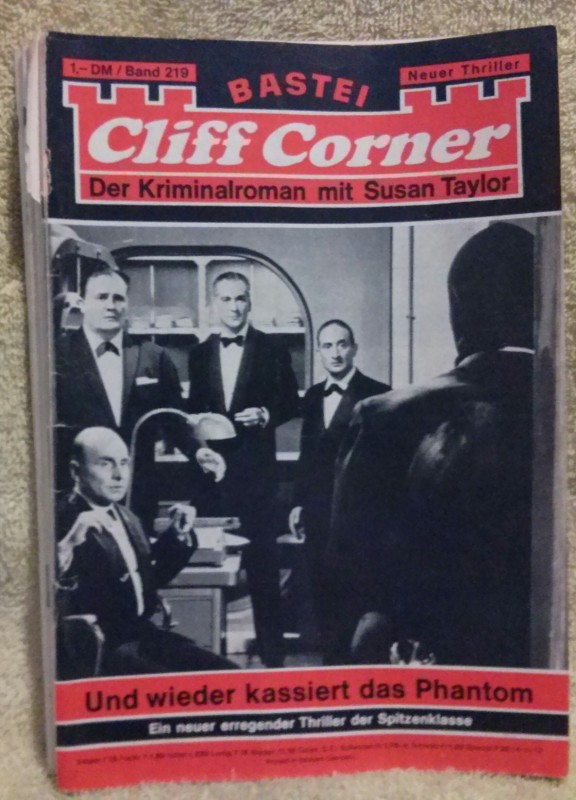 1,– DM / Band 219
BASTEI
Neuer Thriller
Cliff Corner
Der Kriminalroman mit Susan Taylor
Und wieder kassiert das Phantom
Ein neuer erregender Thriller der Spitzenklasse